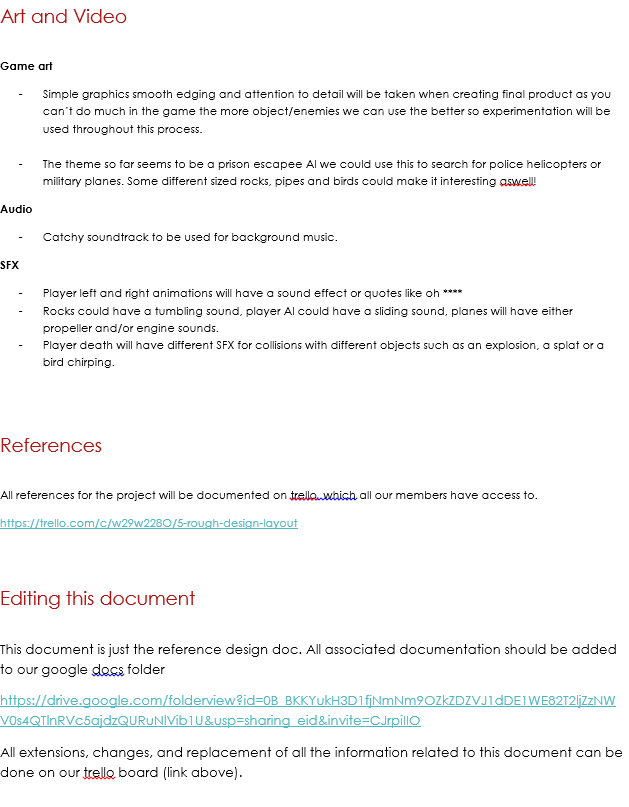 Art and Video
Game art
- Simple graphics smooth edging and attention to detail will be taken when creating final product as you
can't do much in the game the more object/enemies we can use the better so experimentation will be
used throughout this process.
- The theme so far seems to be a prison escapee AI we could use this to search for police helicopters or
military planes. Some different sized rocks, pipes and birds could make it interesting aswell!
Audio
- Catchy soundtrack to be used for background music.
SFX
- Player left and right animations will have a sound effect or quotes like oh ****
- Rocks could have a tumbling sound, player AI could have a sliding sound, planes will have either
propeller and/or engine sounds.
- Player death will have different SFX for collisions with different objects such as an explosion, a splat or a
bird chirping.
References
All references for the project will be documented on trello, which all our members have access to.
https://trello.com/c/w29w228O/5-rough-design-layout
Editing this document
This document is just the reference design doc. All associated documentation should be added
to our google docs folder
https://drive.google.com/folderview?id=0B_BKKYukH3D1fjNmNm9OZkZDZVJ1dDE1WE82T2ljZzNW
V0s4QTlnRVc5ajdzQURuNlVib1U&usp=sharing_eid&invite=CJrpiIIO
All extensions, changes, and replacement of all the information related to this document can be
done on our trello board (link above).